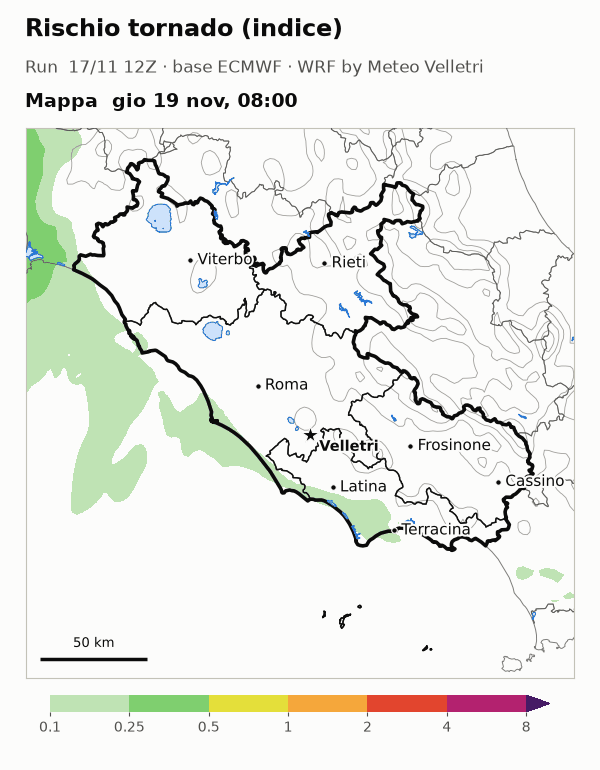 Rischio tornado (indice)
Run  17/11 12Z · base ECMWF · WRF by Meteo Velletri
Mappa  gio 19 nov, 08:00
Viterbo
Rieti
Roma
Velletri
Frosinone
Cassino
Latina
Terracina
50 km
0.1 0.25 0.5 1 2 4 8